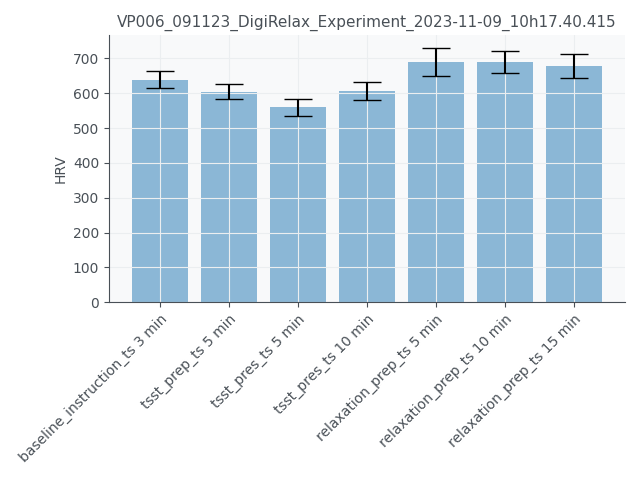 VP006_091123_DigiRelax_Experiment_2023-11-09_10h17.40.415
HRV
700
600
500
400
300
200
100
0
baseline_instruction_ts 3 min
tsst_prep_ts 5 min
tsst_pres_ts 5 min
tsst_pres_ts 10 min
relaxation_prep_ts 5 min
relaxation_prep_ts 10 min
relaxation_prep_ts 15 min